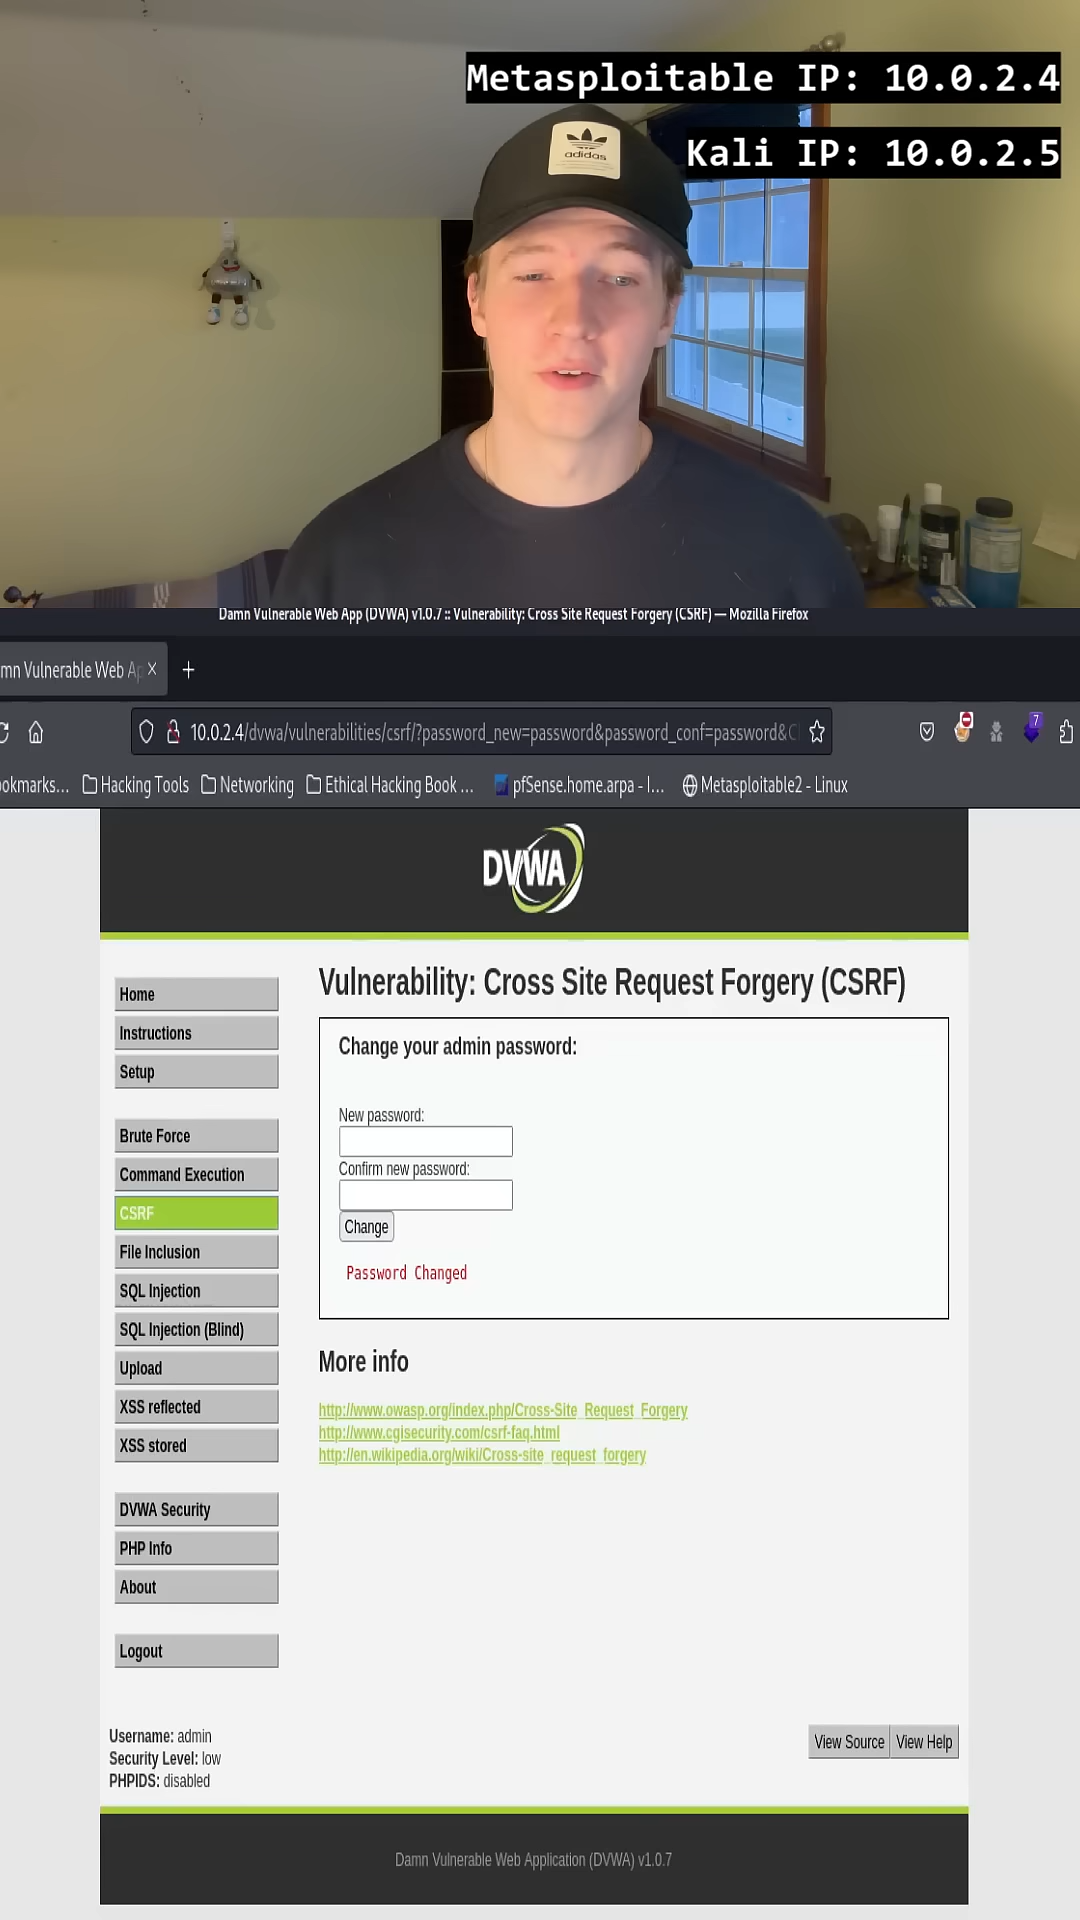 Metasploitable IP: 10.0.2.4
Kali IP: 10.0.2.5
adidas
Damn Vulnerable Web App (DVWA) v1.0.7 :: Vulnerability: Cross Site Request Forgery (CSRF) — Mozilla Firefox
mn Vulnerable Web Ap
10.0.2.4/dvwa/vulnerabilities/csrf/?password_new=password&password_conf=password&C
7
ookmarks... Hacking Tools Networking Ethical Hacking Book ... pfSense.home.arpa - l... Metasploitable2 - Linux
DVWA
Vulnerability: Cross Site Request Forgery (CSRF)
Home
Instructions
Setup
Brute Force
Command Execution
CSRF
File Inclusion
SQL Injection
SQL Injection (Blind)
Upload
XSS reflected
XSS stored
DVWA Security
PHP Info
About
Logout
Change your admin password:
New password:
Confirm new password:
Change
Password Changed
More info
http://www.owasp.org/index.php/Cross-Site_Request_Forgery
http://www.cgisecurity.com/csrf-faq.html
http://en.wikipedia.org/wiki/Cross-site_request_forgery
Username: admin
Security Level: low
PHPIDS: disabled
View Source View Help
Damn Vulnerable Web Application (DVWA) v1.0.7